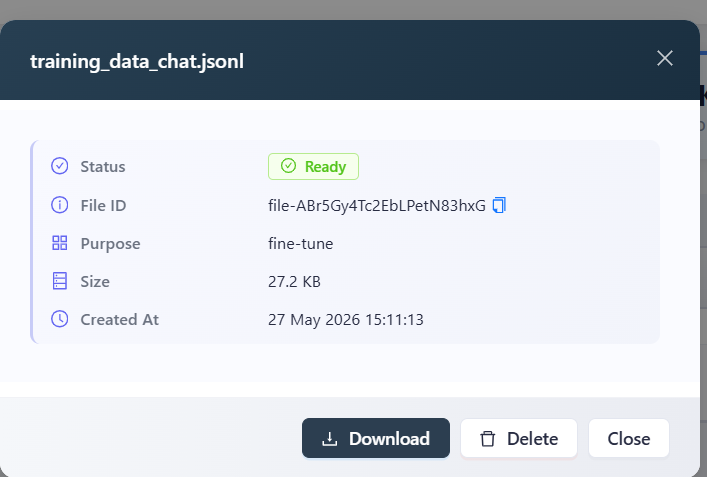 training_data_chat.jsonl
Status Ready
File ID file-ABr5Gy4Tc2EbLPetN83hxG
Purpose fine-tune
Size 27.2 KB
Created At 27 May 2026 15:11:13
Download Delete Close